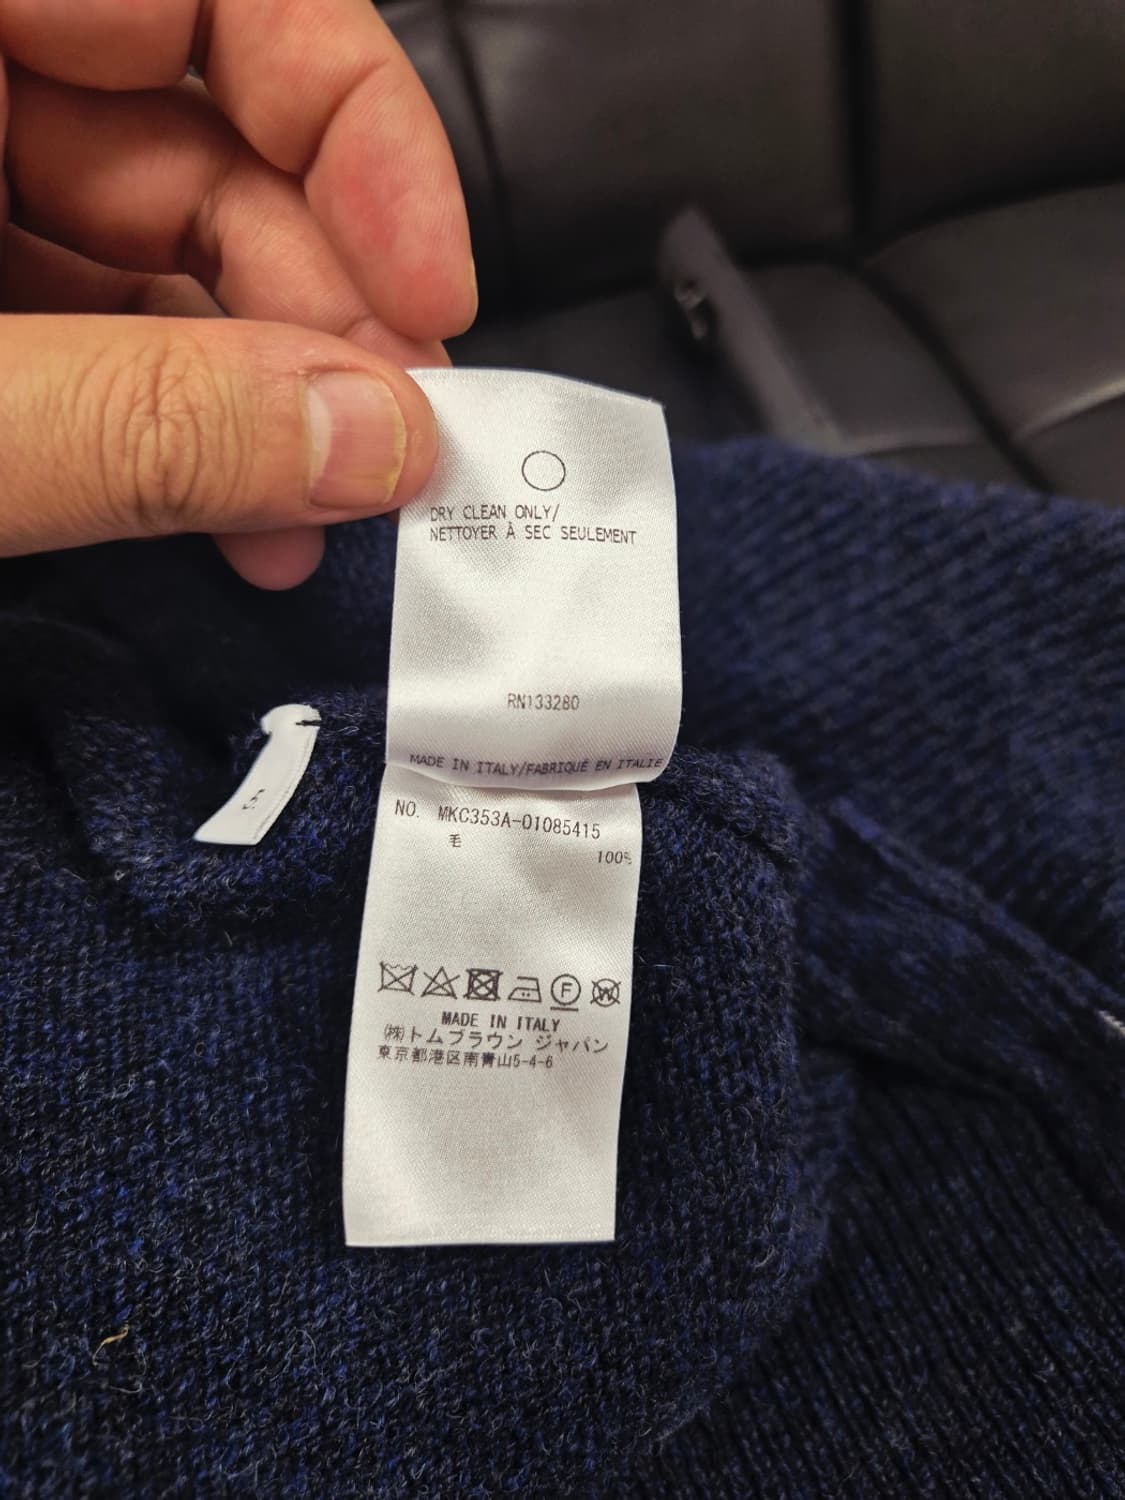 DRY CLEAN ONLY/
NETTOYER À SEC SEULEMENT
RN133280
MADE IN ITALY/FABRIQUÉ EN ITALIE
NO. MKC353A-01085415
毛 100%
F
W
MADE IN ITALY
(株)トムブラウン ジャパン
東京都港区南青山5-4-6
5.